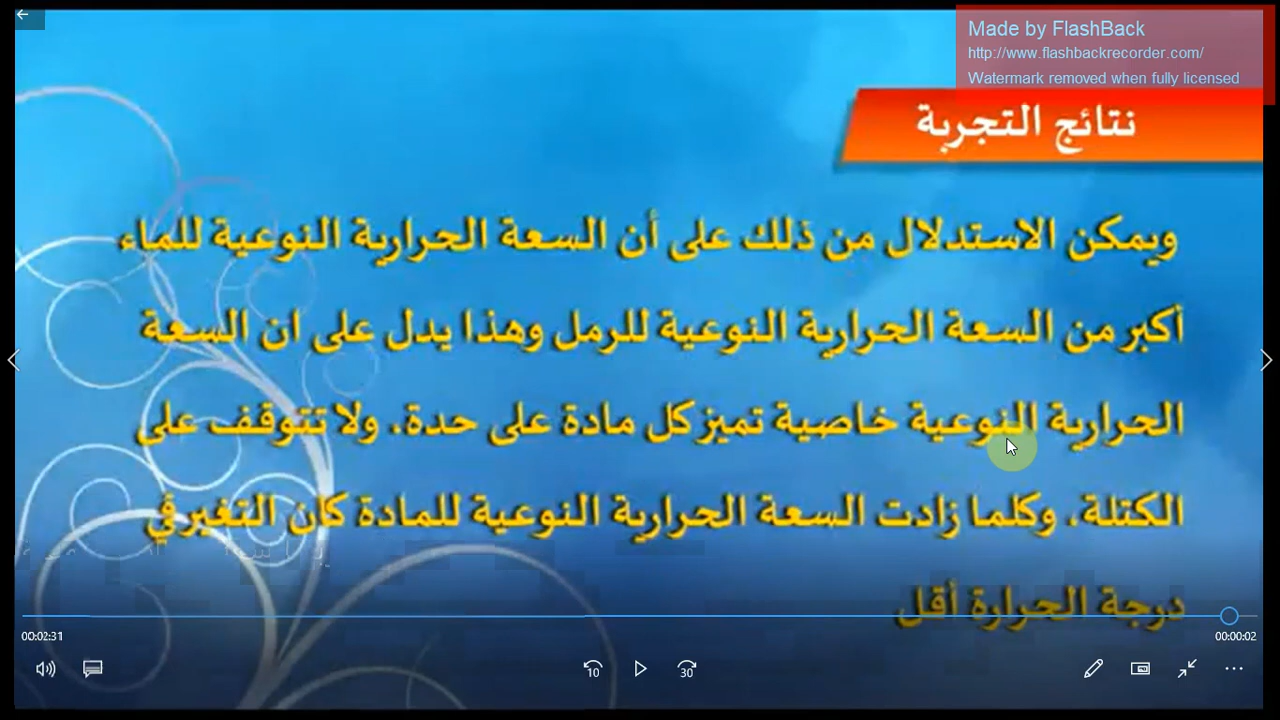 Made by FlashBack
http://www.flashbackrecorder.com/
Watermark removed when fully licensed
نتائج التجربة
ويمكن الاستدلال من ذلك على أن السعة الحرارية النوعية للماء
أكبر من السعة الحرارية النوعية للرمل وهذا يدل على ان السعة
الحرارية النوعية خاصية تميز كل مادة على حدة. ولا تتوقف على
الكتلة. وكلما زادت السعة الحرارية النوعية للمادة كان التغير في
درجة الحرارة أقل
00:02:31
00:00:02
10
30